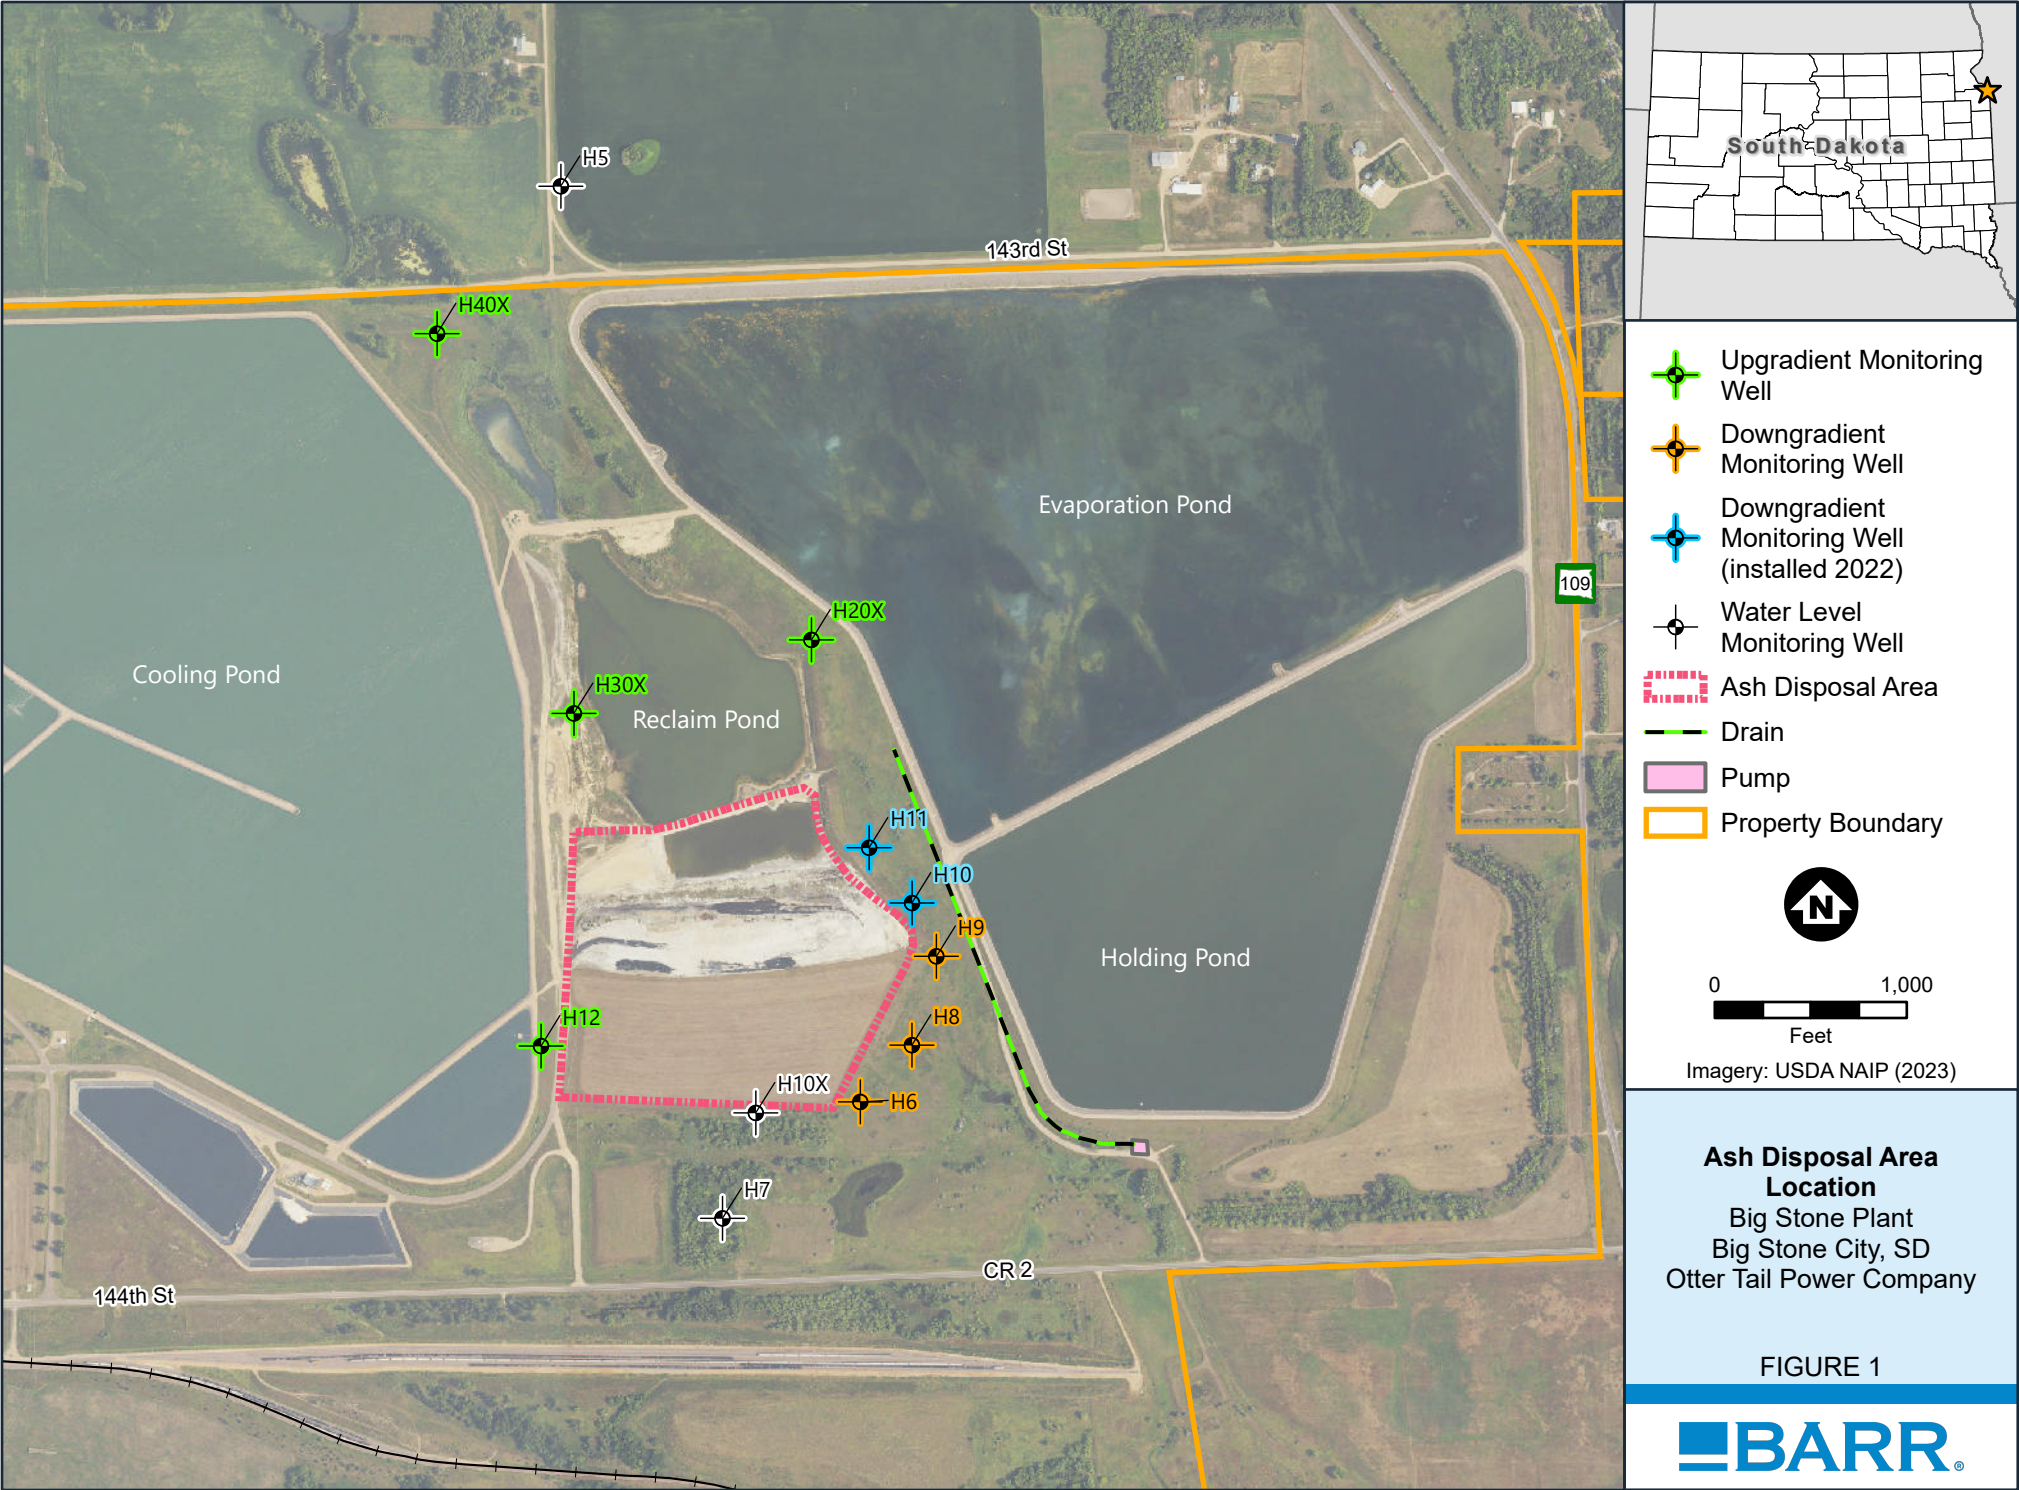 H5
143rd St
H40X
Evaporation Pond
109
H20X
Cooling Pond
H30X
Reclaim Pond
H11
H10
H9
Holding Pond
H12
H8
H10X
H6
H7
CR 2
144th St
South Dakota
Upgradient Monitoring
Well
Downgradient
Monitoring Well
Downgradient
Monitoring Well
(installed 2022)
Water Level
Monitoring Well
Ash Disposal Area
Drain
Pump
Property Boundary
N
0 1,000
Feet
Imagery: USDA NAIP (2023)
Ash Disposal Area
Location
Big Stone Plant
Big Stone City, SD
Otter Tail Power Company
FIGURE 1
BARR®